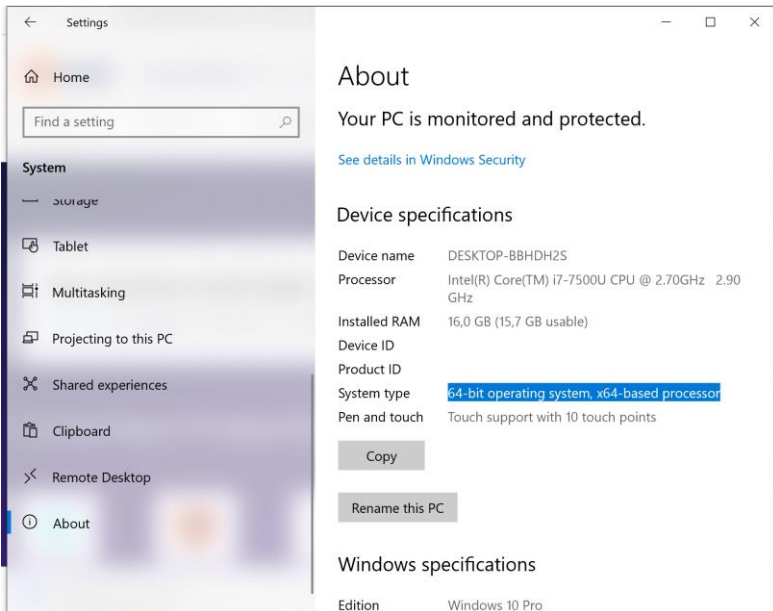 Settings
Home
Find a setting
System
Storage
Tablet
Multitasking
Projecting to this PC
Shared experiences
Clipboard
Remote Desktop
About
About
Your PC is monitored and protected.
See details in Windows Security
Device specifications
Device name DESKTOP-BBHDH2S
Processor Intel(R) Core(TM) i7-7500U CPU @ 2.70GHz 2.90
GHz
Installed RAM 16,0 GB (15,7 GB usable)
Device ID
Product ID
System type 64-bit operating system, x64-based processor
Pen and touch Touch support with 10 touch points
Copy
Rename this PC
Windows specifications
Edition Windows 10 Pro